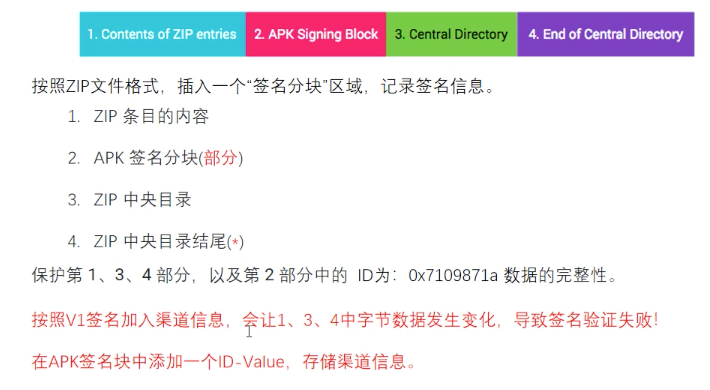 1. Contents of ZIP entries 2. APK Signing Block 3. Central Directory 4. End of Central Directory
按照ZIP文件格式，插入一个“签名分块”区域，记录签名信息。
1. ZIP 条目的内容
2. APK 签名分块(部分)
3. ZIP 中央目录
4. ZIP 中央目录结尾(*)
保护第 1、3、4 部分，以及第 2 部分中的 ID为：0x7109871a 数据的完整性。
按照V1签名加入渠道信息，会让1、3、4中字节数据发生变化，导致签名验证失败！
在APK签名块中添加一个ID-Value，存储渠道信息。